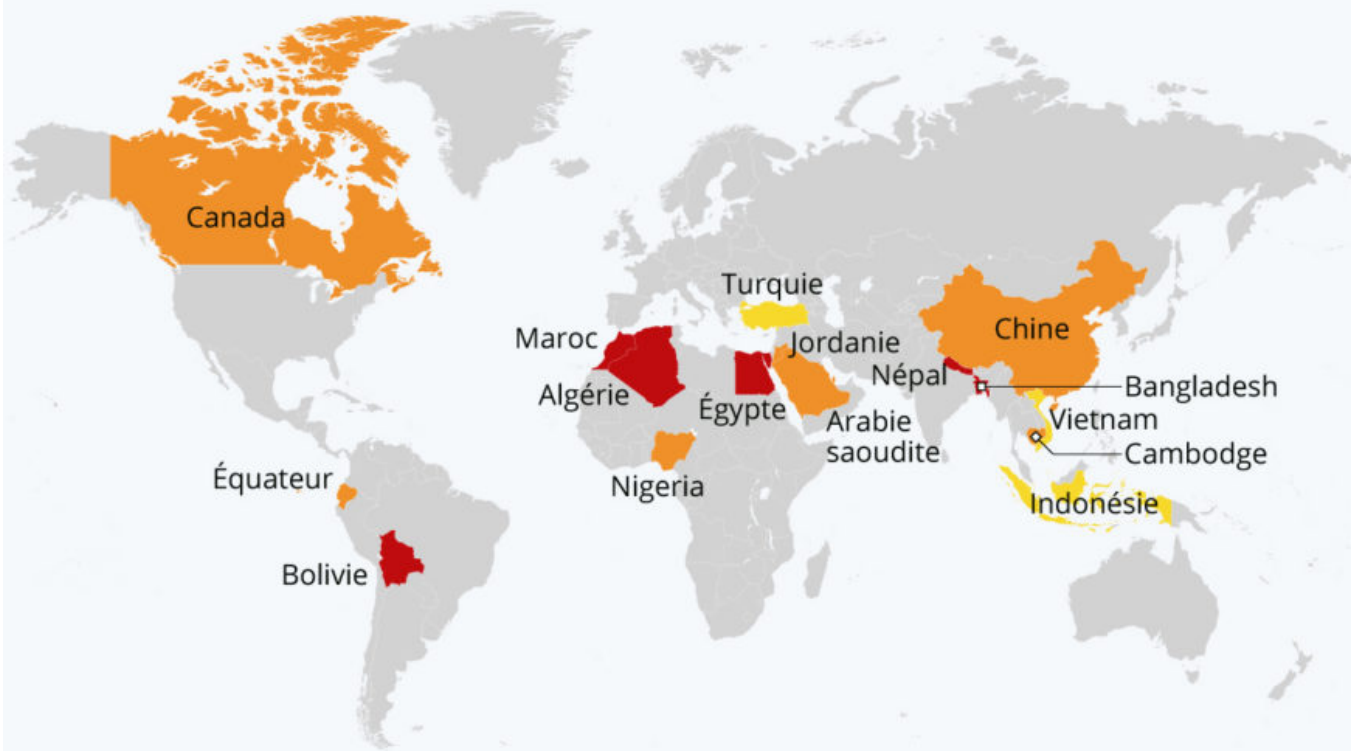 Canada
Turquie
Chine
Maroc
Jordanie
Népal
Bangladesh
Algérie
Égypte
Arabie
saoudite
Vietnam
Cambodge
Équateur
Nigeria
Indonésie
Bolivie